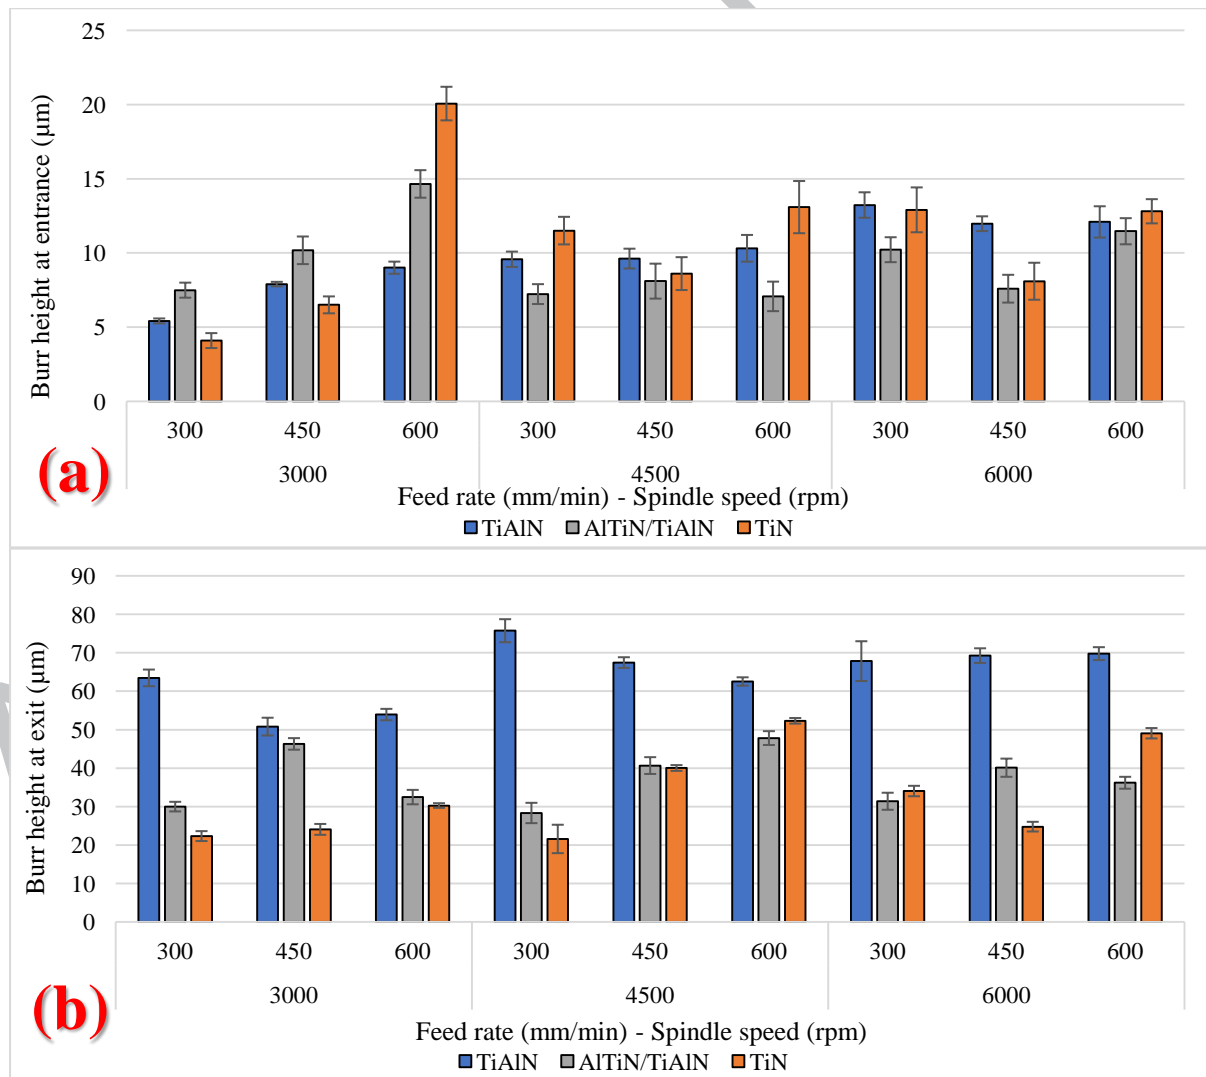 25
20
15
10
5
0
Burr height at entrance (µm)
300 450 600 300 450 600 300 450 600
3000 4500 6000
(a)
Feed rate (mm/min) - Spindle speed (rpm)
TiAlN AlTiN/TiAlN TiN
90
80
70
60
50
40
30
20
10
0
Burr height at exit (µm)
300 450 600 300 450 600 300 450 600
3000 4500 6000
(b)
Feed rate (mm/min) - Spindle speed (rpm)
TiAlN AlTiN/TiAlN TiN